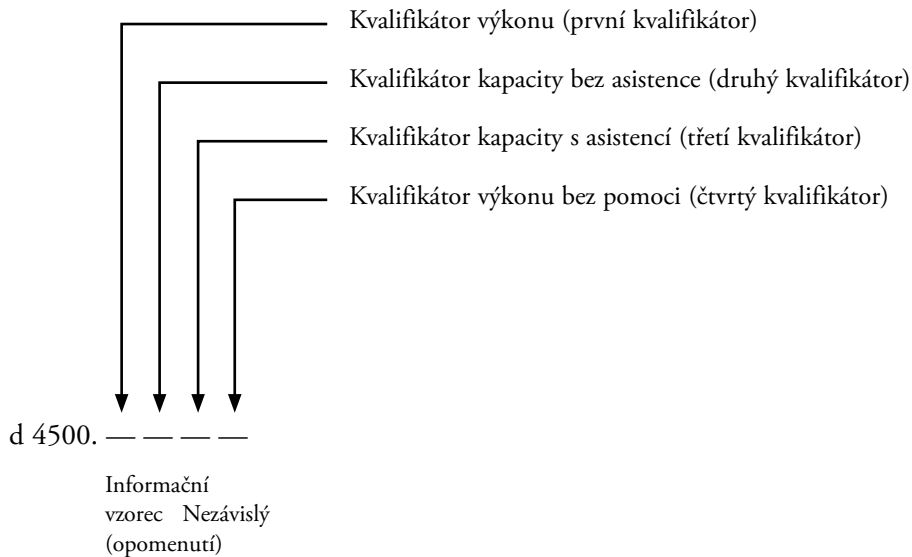 Kvalifikátor výkonu (první kvalifikátor)
Kvalifikátor kapacity bez asistence (druhý kvalifikátor)
Kvalifikátor kapacity s asistencí (třetí kvalifikátor)
Kvalifikátor výkonu bez pomoci (čtvrtý kvalifikátor)
d 4500. — — — —
Informační
vzorec Nezávislý
(opomenutí)